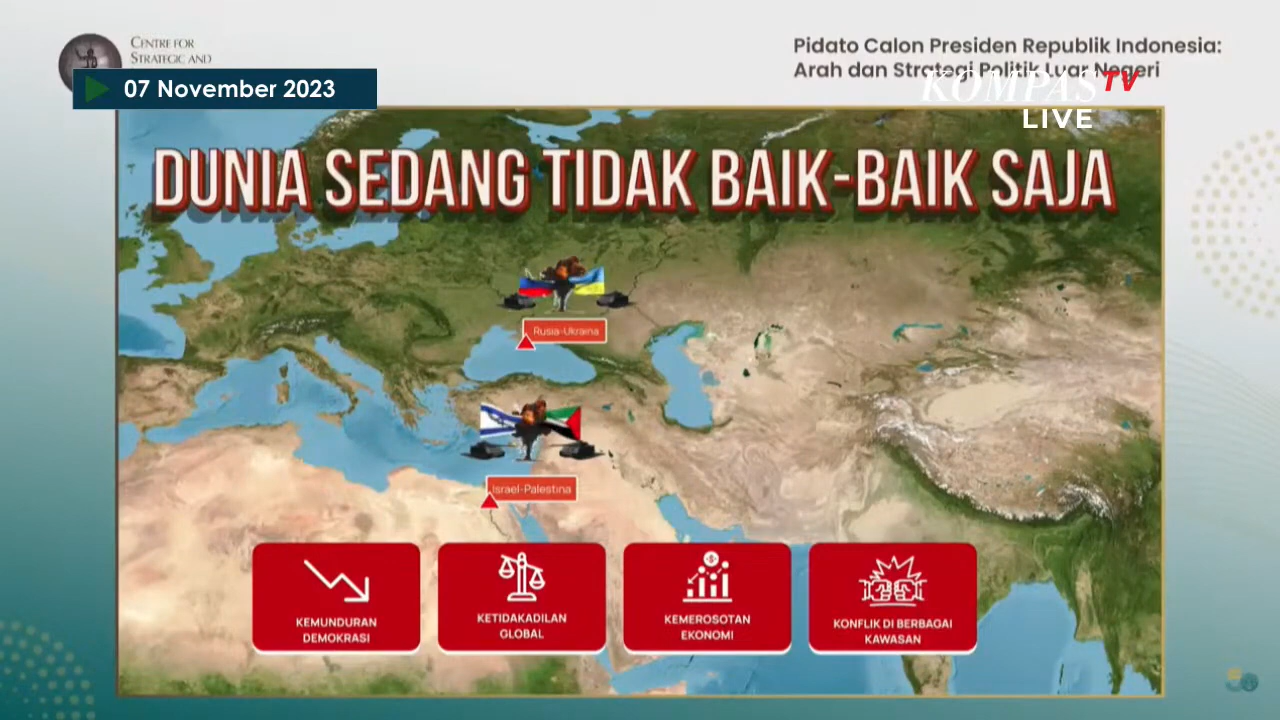 CENTRE FOR
STRATEGIC AND
Pidato Calon Presiden Republik Indonesia:
Arah dan Strategi Politik Luar Negeri
07 November 2023
KOMPAS TV
LIVE
DUNIA SEDANG TIDAK BAIK-BAIK SAJA
Rusia-Ukraina
Israel-Palestina
KEMUNDURAN
DEMOKRASI
KETIDAKADILAN
GLOBAL
KEMEROSOTAN
EKONOMI
KONFLIK DI BERBAGAI
KAWASAN